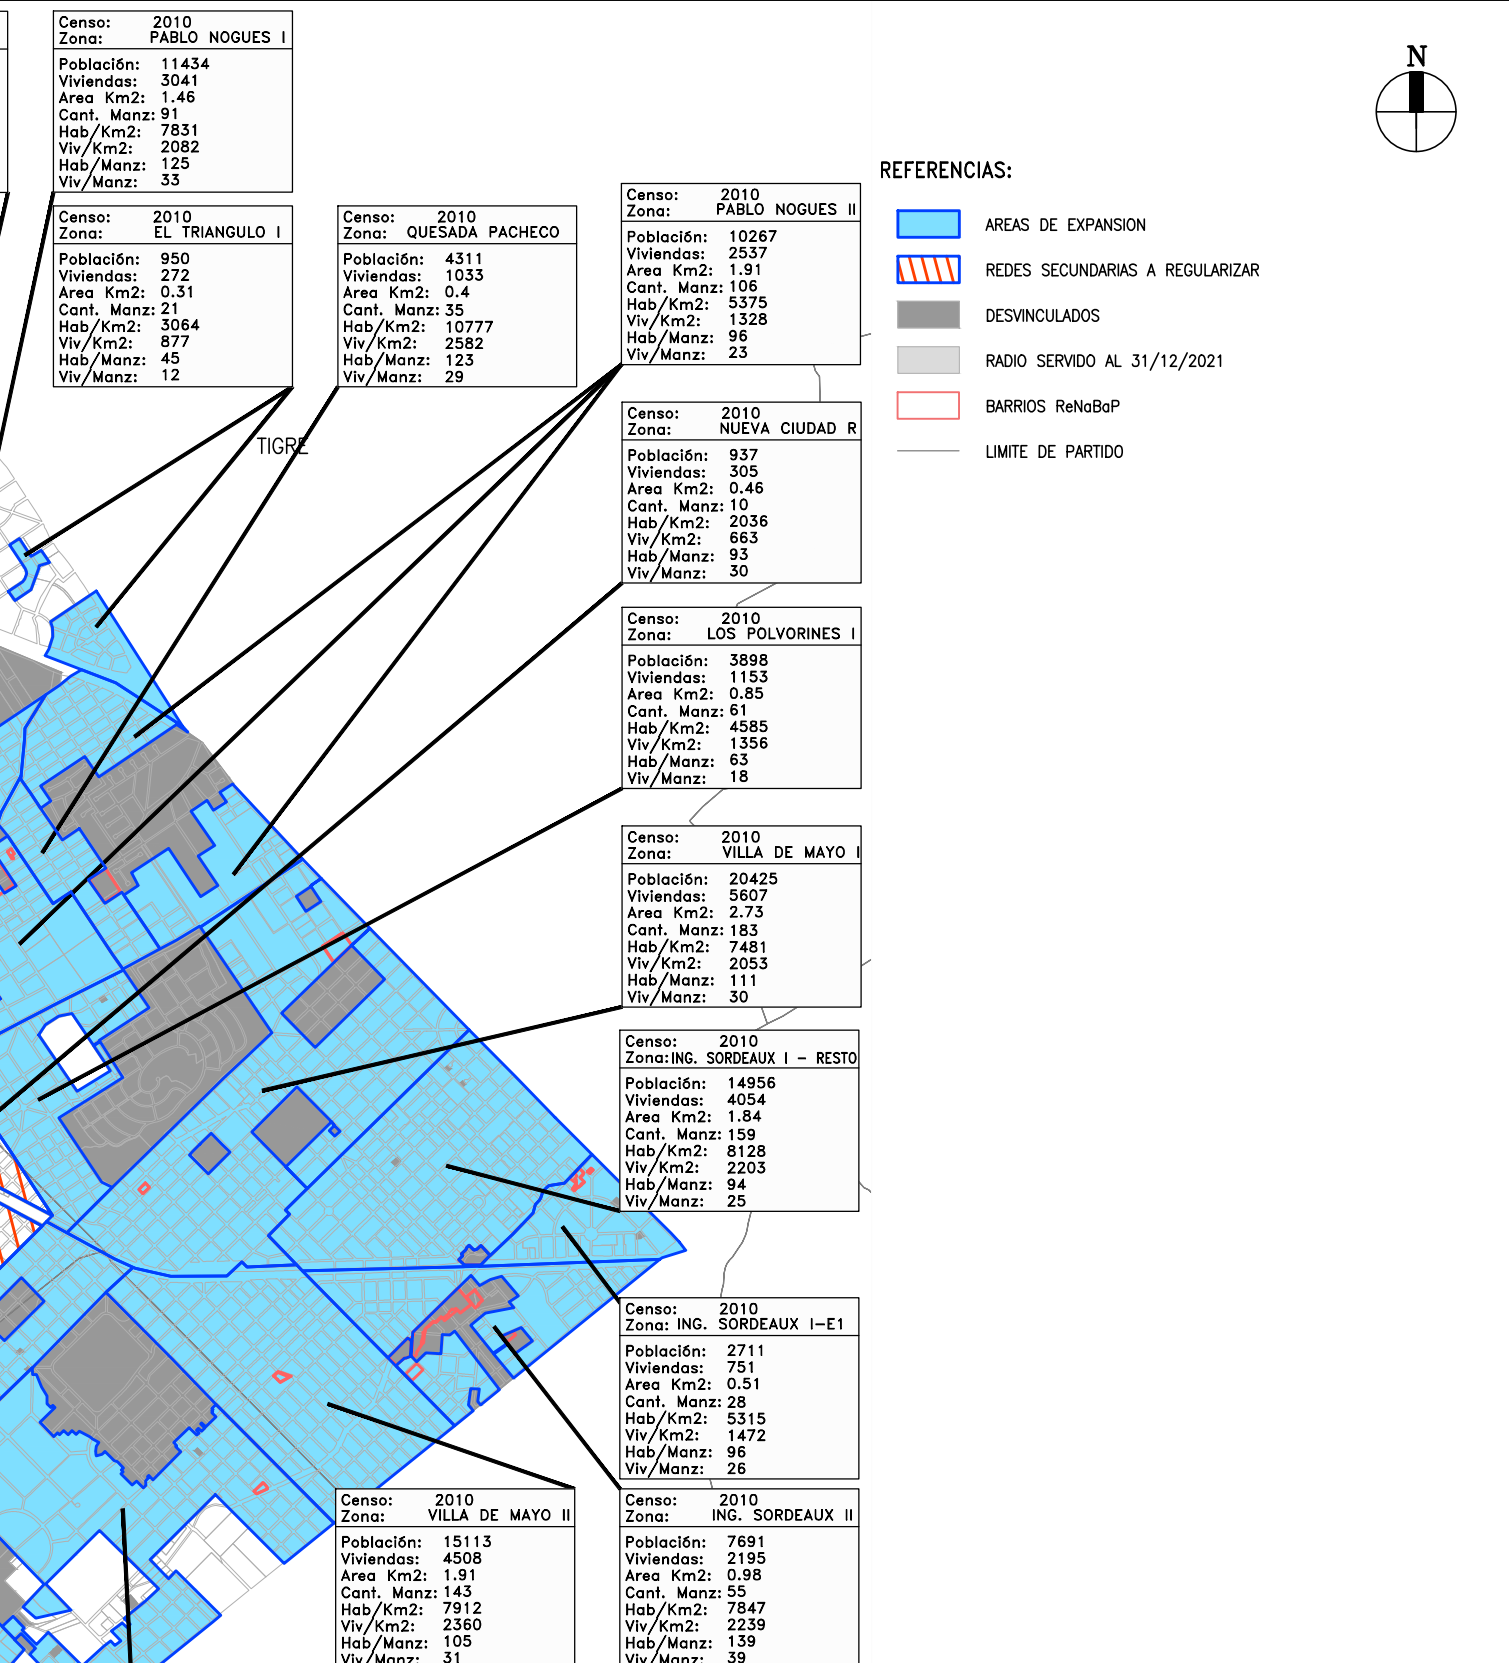 Censo: 2010
Zona: PABLO NOGUES I
Población: 11434
Viviendas: 3041
Area Km2: 1.46
Cant. Manz: 91
Hab/Km2: 7831
Viv/Km2: 2082
Hab/Manz: 125
Viv/Manz: 33
Censo: 2010
Zona: EL TRIANGULO I
Población: 950
Viviendas: 272
Area Km2: 0.31
Cant. Manz: 21
Hab/Km2: 3064
Viv/Km2: 877
Hab/Manz: 45
Viv/Manz: 12
Censo: 2010
Zona: QUESADA PACHECO
Población: 4311
Viviendas: 1033
Area Km2: 0.4
Cant. Manz: 35
Hab/Km2: 10777
Viv/Km2: 2582
Hab/Manz: 123
Viv/Manz: 29
TIGRE
Censo: 2010
Zona: PABLO NOGUES II
Población: 10267
Viviendas: 2537
Area Km2: 1.91
Cant. Manz: 106
Hab/Km2: 5375
Viv/Km2: 1328
Hab/Manz: 96
Viv/Manz: 23
Censo: 2010
Zona: NUEVA CIUDAD R
Población: 937
Viviendas: 305
Area Km2: 0.46
Cant. Manz: 10
Hab/Km2: 2036
Viv/Km2: 663
Hab/Manz: 93
Viv/Manz: 30
Censo: 2010
Zona: LOS POLVORINES I
Población: 3898
Viviendas: 1153
Area Km2: 0.85
Cant. Manz: 61
Hab/Km2: 4585
Viv/Km2: 1356
Hab/Manz: 63
Viv/Manz: 18
Censo: 2010
Zona: VILLA DE MAYO I
Población: 20425
Viviendas: 5607
Area Km2: 2.73
Cant. Manz: 183
Hab/Km2: 7481
Viv/Km2: 2053
Hab/Manz: 111
Viv/Manz: 30
Censo: 2010
Zona: ING. SORDEAUX I - RESTO
Población: 14956
Viviendas: 4054
Area Km2: 1.84
Cant. Manz: 159
Hab/Km2: 8128
Viv/Km2: 2203
Hab/Manz: 94
Viv/Manz: 25
Censo: 2010
Zona: ING. SORDEAUX I-E1
Población: 2711
Viviendas: 751
Area Km2: 0.51
Cant. Manz: 28
Hab/Km2: 5315
Viv/Km2: 1472
Hab/Manz: 96
Viv/Manz: 26
Censo: 2010
Zona: VILLA DE MAYO II
Población: 15113
Viviendas: 4508
Area Km2: 1.91
Cant. Manz: 143
Hab/Km2: 7912
Viv/Km2: 2360
Hab/Manz: 105
Viv/Manz: 31
Censo: 2010
Zona: ING. SORDEAUX II
Población: 7691
Viviendas: 2195
Area Km2: 0.98
Cant. Manz: 55
Hab/Km2: 7847
Viv/Km2: 2239
Hab/Manz: 139
Viv/Manz: 39
N
REFERENCIAS:
AREAS DE EXPANSION
REDES SECUNDARIAS A REGULARIZAR
DESVINCULADOS
RADIO SERVIDO AL 31/12/2021
BARRIOS ReNaBaP
LIMITE DE PARTIDO